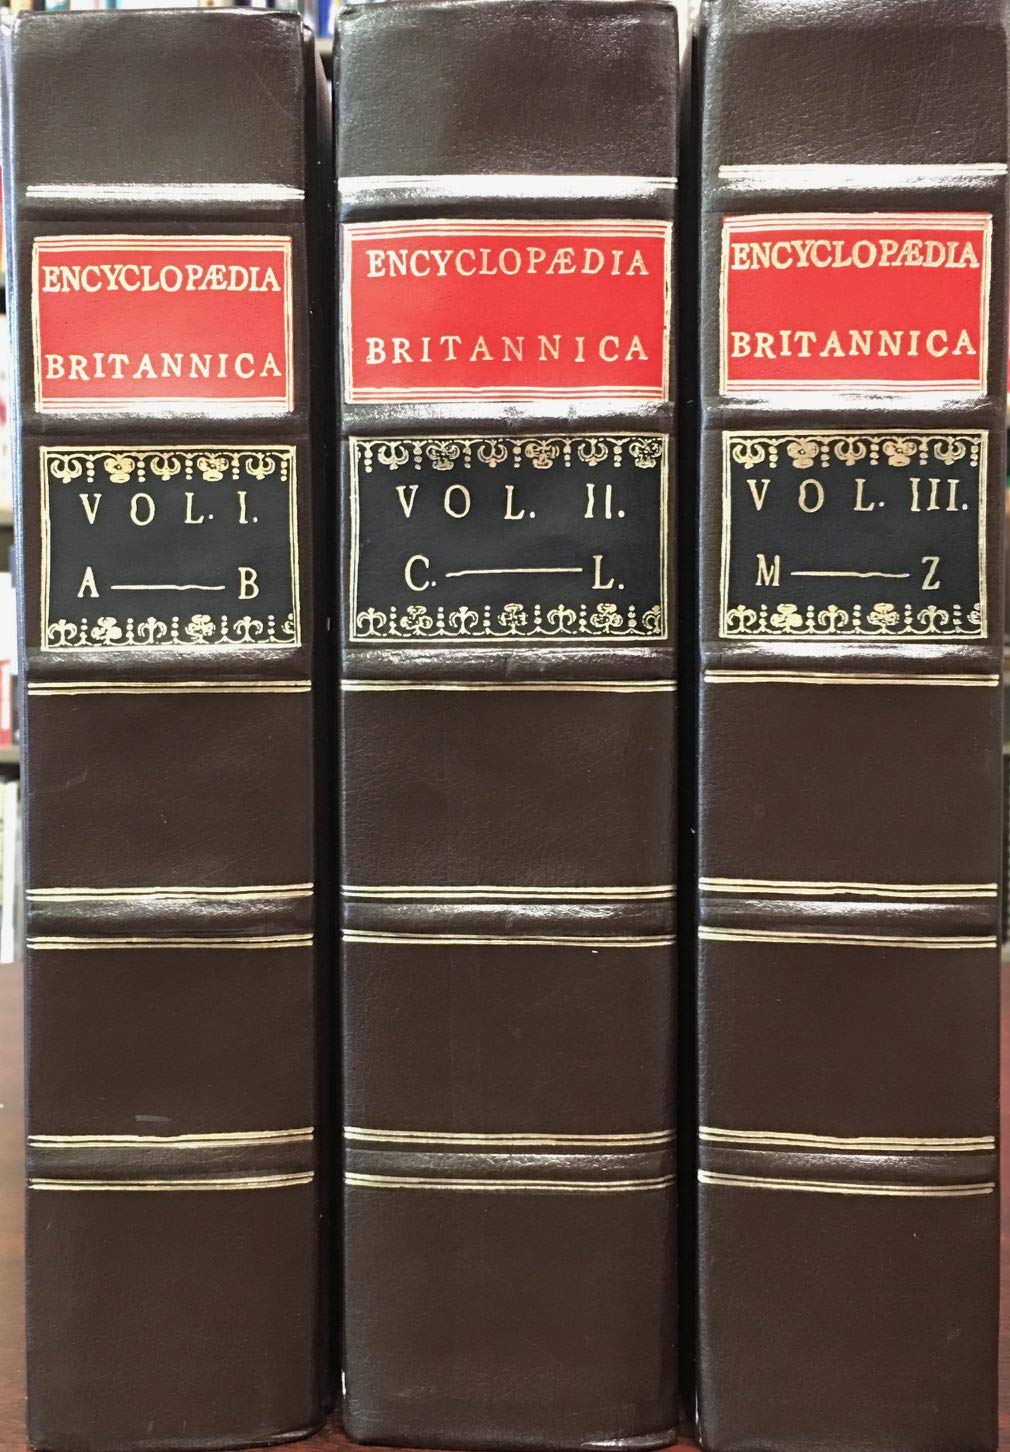 ENCYCLOPÆDIA
BRITANNICA
VOL. I.
A — B
ENCYCLOPÆDIA
BRITANNICA
VOL. II.
C. — L.
ENCYCLOPÆDIA
BRITANNICA
VOL. III.
M — Z